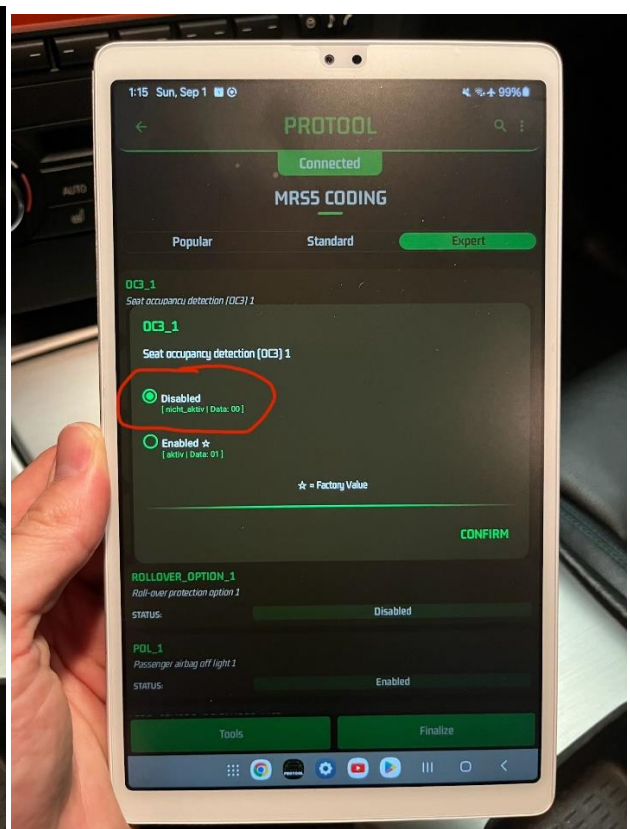 1:15 Sun, Sep 1
99%
PROTOOL
Connected
MRS5 CODING
Popular Standard Expert
OC3_1
Seat occupancy detection (OC3) 1
OC3_1
Seat occupancy detection (OC3) 1
Disabled
[ nicht_aktiv | Data: 00 ]
Enabled ☆
[ aktiv | Data: 01 ]
☆ = Factory Value
CONFIRM
ROLLOVER_OPTION_1
Roll-over protection option 1
STATUS: Disabled
POL_1
Passenger airbag off light 1
STATUS: Enabled
Tools Finalize
PROTOOL
AUTO